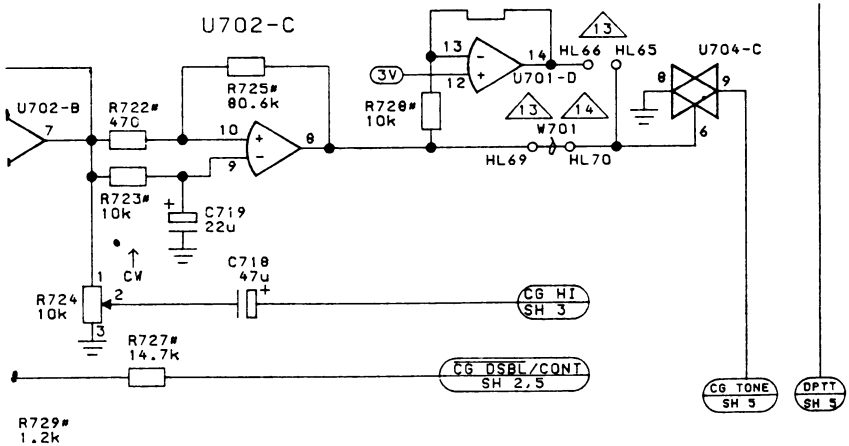 U702-C
13
HL66
HL65
U704-C
13
14
U701-D
3V
12
8
9
R725#
80.6k
R728#
10k
6
U702-B
7
R722#
470
10
8
9
13
14
W701
HL69
HL70
R723#
10k
+
C719
22u
CW
C718
47u
+
1
2
3
R724
10k
CG HI
SH 3
R727#
14.7k
CG DSBL/CONT
SH 2,5
CG TONE
SH 5
DPTT
SH 5
R729#
1.2k